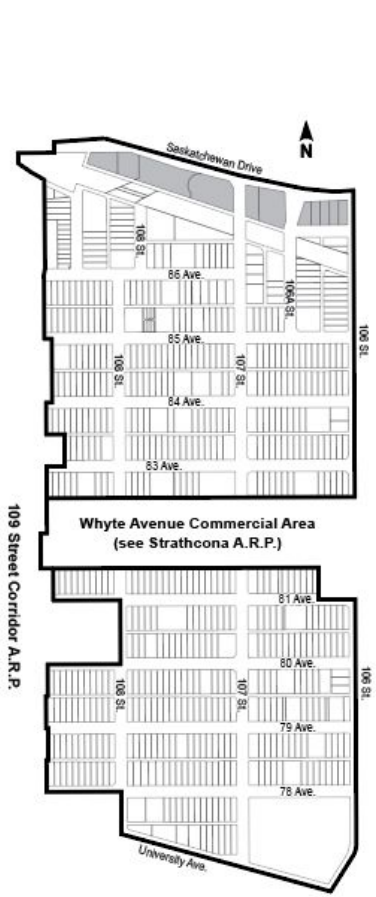 Saskatchewan Drive
N
108 St.
86 Ave.
106A St.
85 Ave.
106 St.
108 St.
107 St.
84 Ave.
83 Ave.
109 Street Corridor A.R.P.
Whyte Avenue Commercial Area
(see Strathcona A.R.P.)
81 Ave.
80 Ave.
108 St.
107 St.
106 St.
79 Ave.
78 Ave.
University Ave.